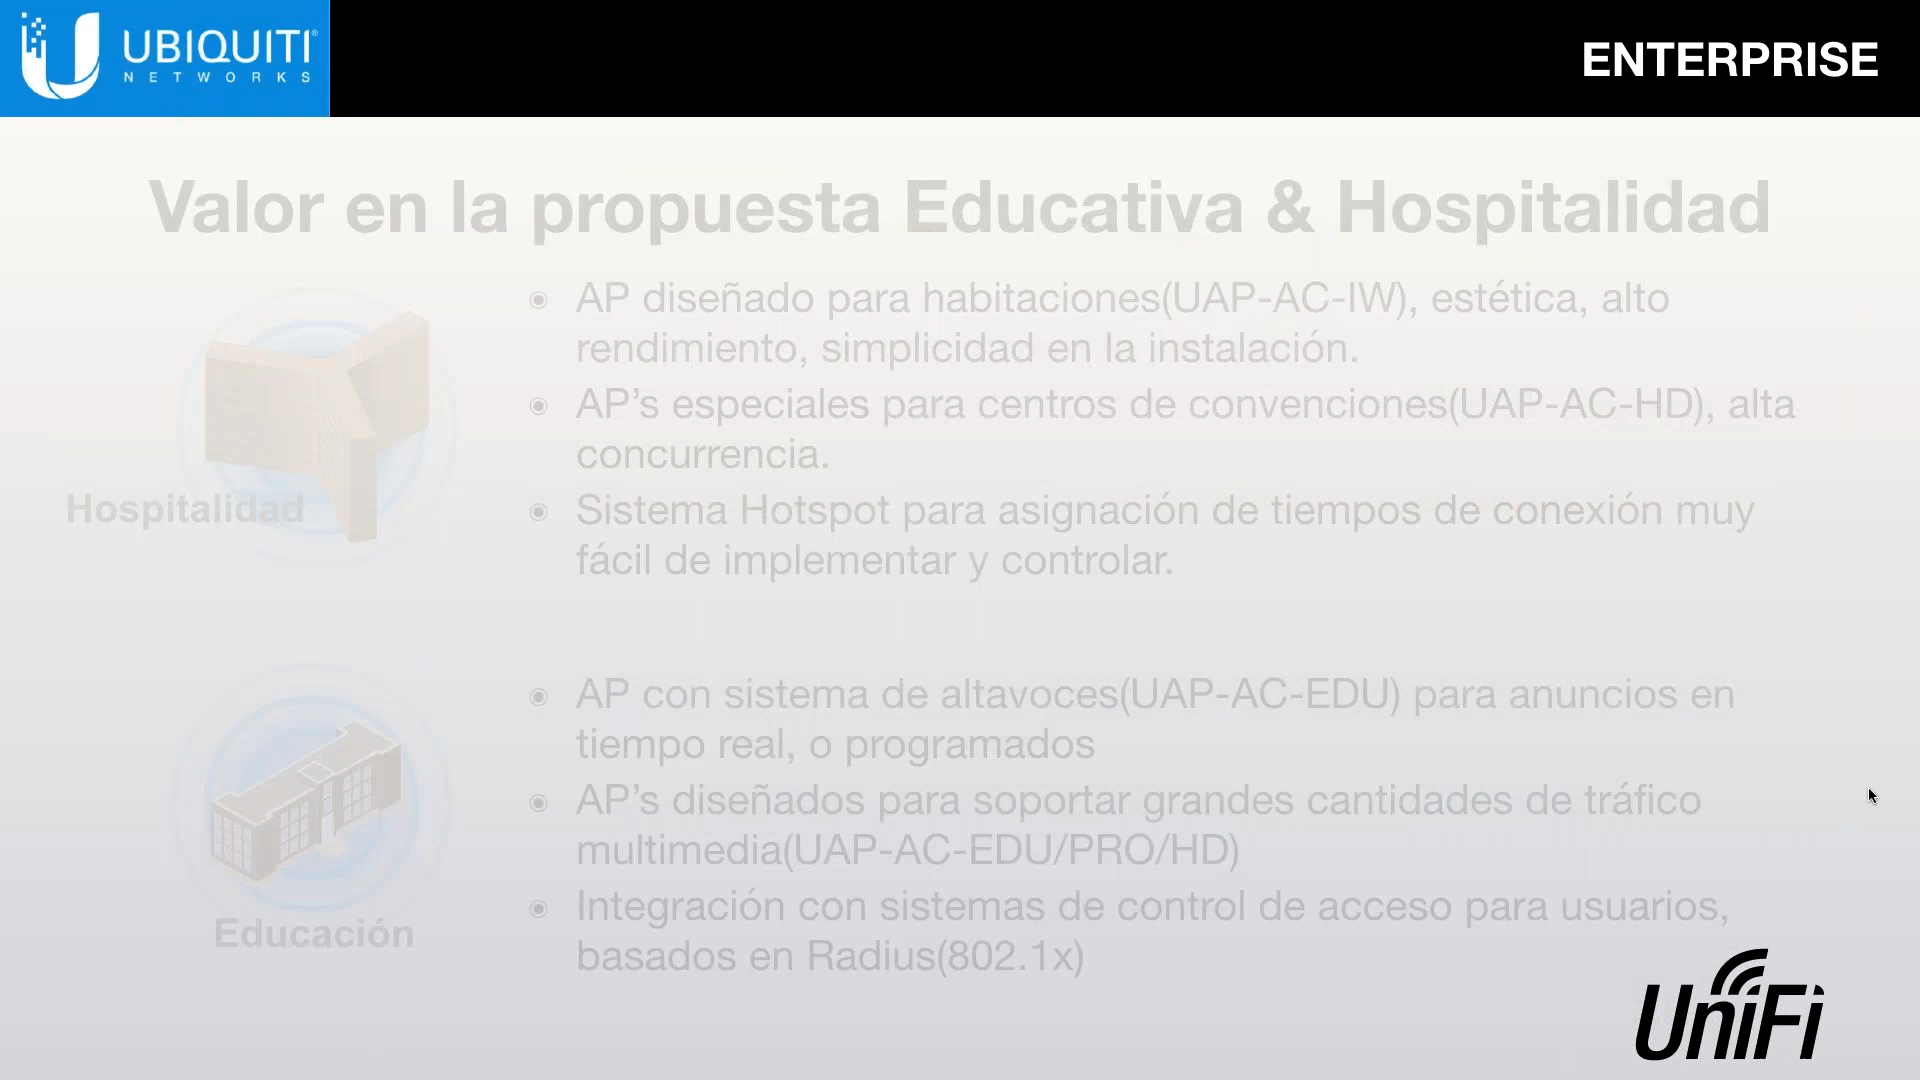 UBIQUITI®
NETWORKS
ENTERPRISE
Valor en la propuesta Educativa & Hospitalidad
AP diseñado para habitaciones(UAP-AC-IW), estética, alto
rendimiento, simplicidad en la instalación.
AP’s especiales para centros de convenciones(UAP-AC-HD), alta
concurrencia.
Hospitalidad
Sistema Hotspot para asignación de tiempos de conexión muy
fácil de implementar y controlar.
AP con sistema de altavoces(UAP-AC-EDU) para anuncios en
tiempo real, o programados
AP’s diseñados para soportar grandes cantidades de tráfico
multimedia(UAP-AC-EDU/PRO/HD)
Educación
Integración con sistemas de control de acceso para usuarios,
basados en Radius(802.1x)
UniFi